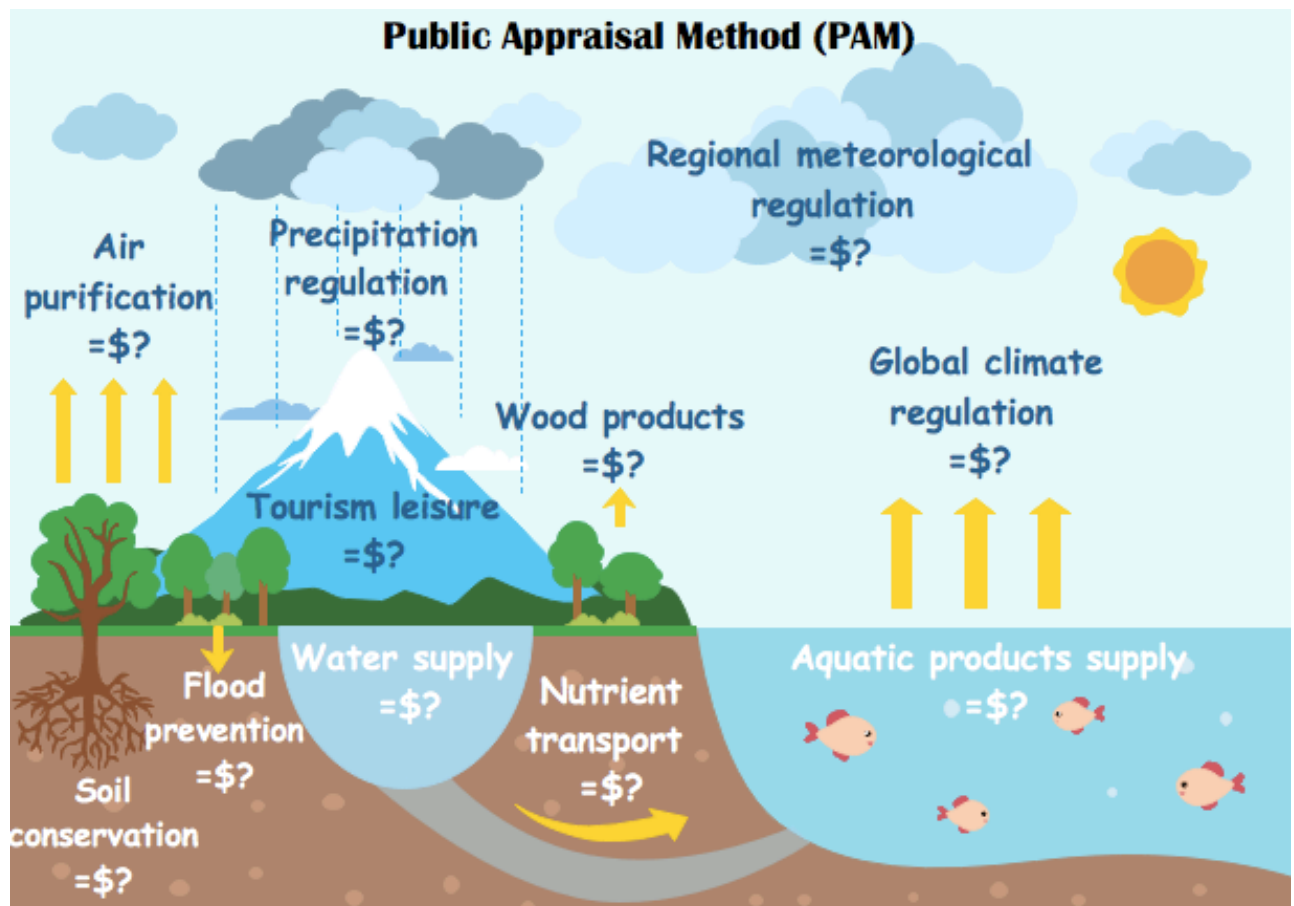 Public Appraisal Method (PAM)
Regional meteorological
regulation
=$?
Air
purification
=$?
Precipitation
regulation
=$?
Global climate
regulation
=$?
Wood products
=$?
Tourism leisure
=$?
Water supply
=$?
Aquatic products supply
=$?
Flood
prevention
=$?
Nutrient
transport
=$?
Soil
conservation
=$?